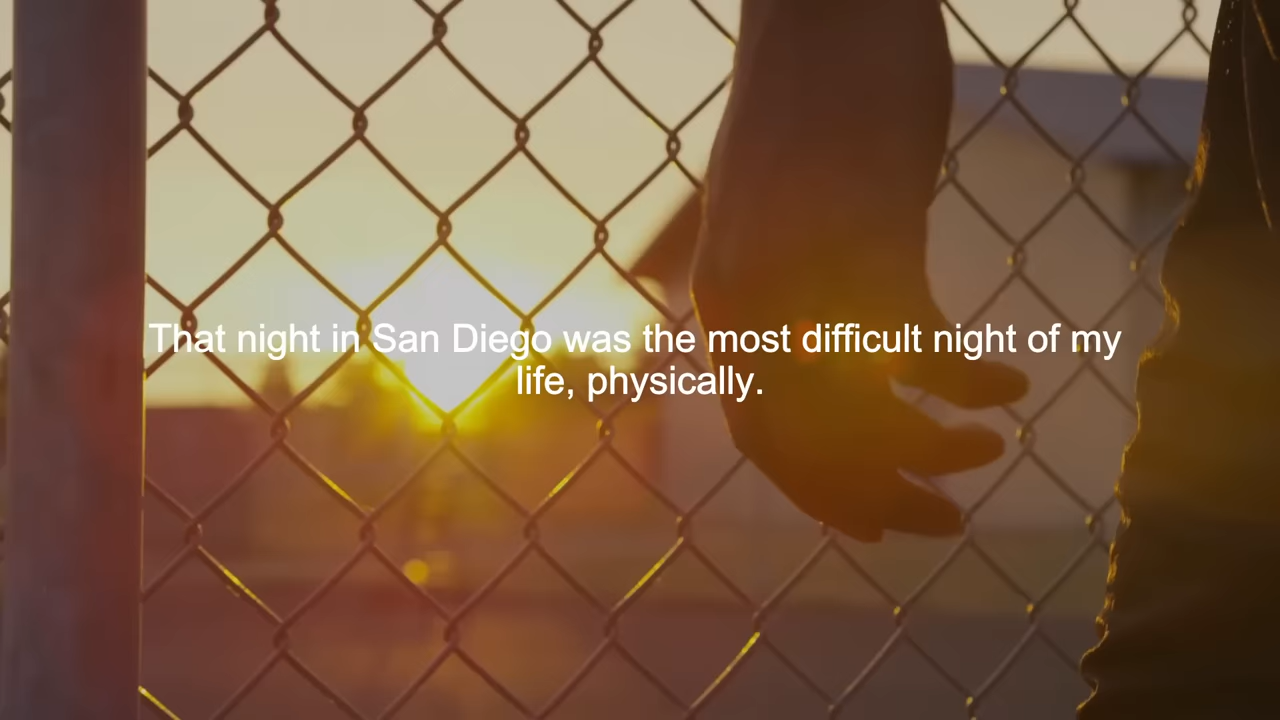 That night in San Diego was the most difficult night of my
life, physically.